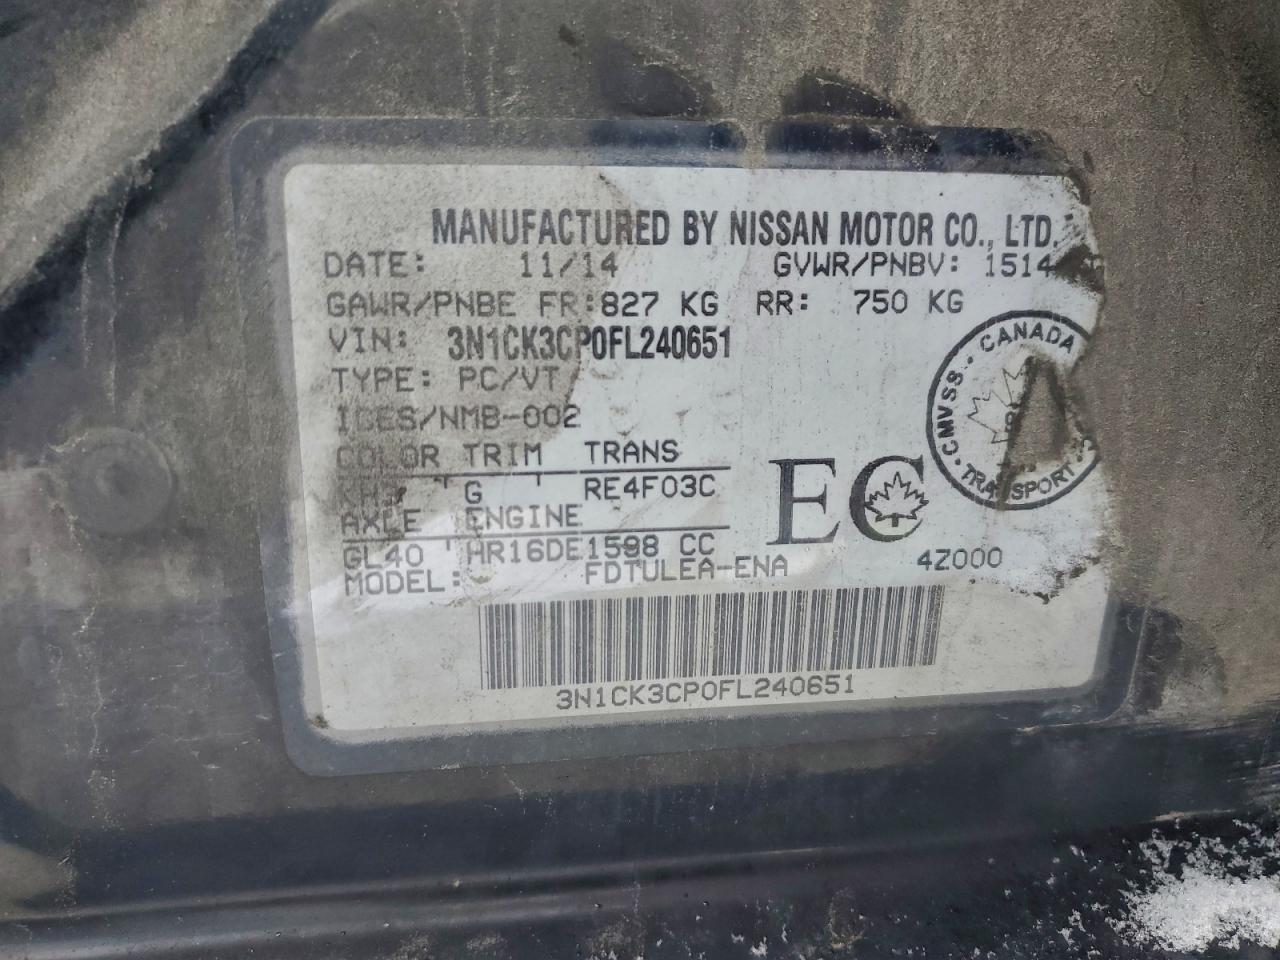 MANUFACTURED BY NISSAN MOTOR CO., LTD.
DATE: 11/14 GVWR/PNBV: 1514
GAWR/PNBE FR: 827 KG RR: 750 KG
VIN: 3N1CK3CP0FL240651
TYPE: PC/VT
ICES/NMB-002
COLOR TRIM TRANS
G RE4F03C
AXLE ENGINE
GL40 HR16DE 1598 CC
MODEL: FDTULEA-ENA
EC
4Z000
CANADA
CMVSS
TRANSPORT
3N1CK3CP0FL240651